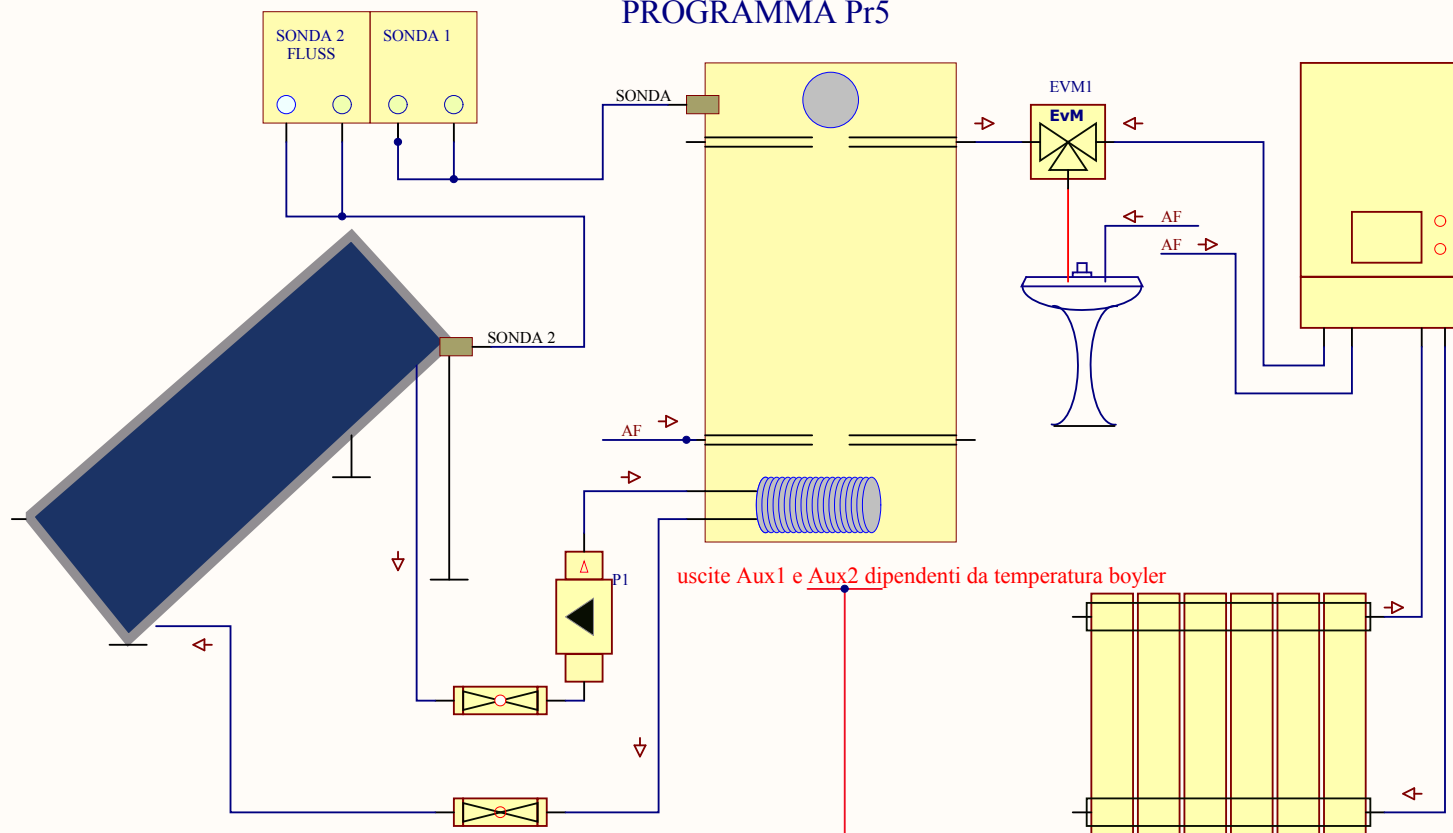 PROGRAMMA Pr5
SONDA 2
FLUSS
SONDA 1
SONDA
EVM1
EvM
AF
AF
SONDA 2
AF
P1
uscite Aux1 e Aux2 dipendenti da temperatura boyler